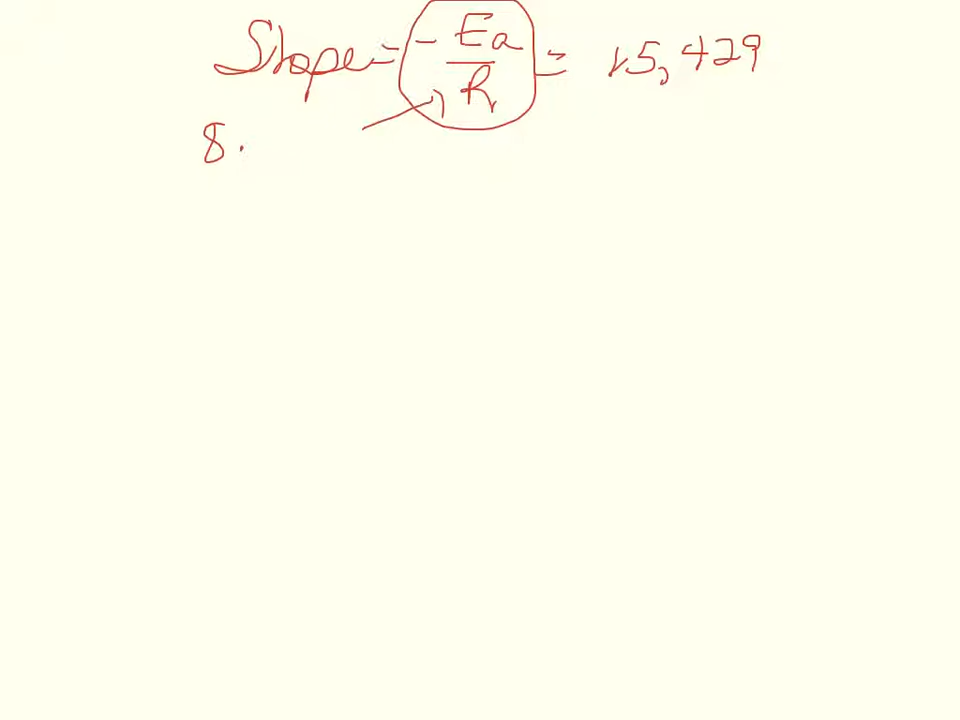 Slope = - Ea/R = 15,429
8.